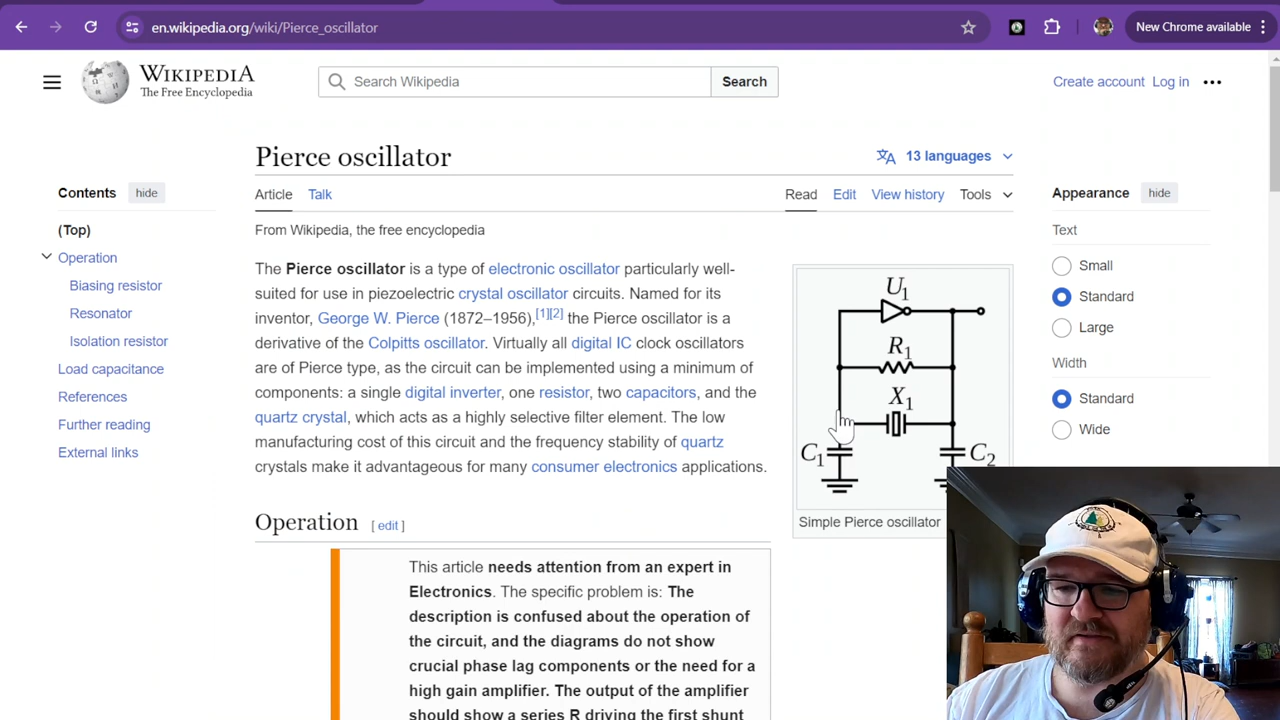 en.wikipedia.org/wiki/Pierce_oscillator
New Chrome available
WIKIPEDIA
The Free Encyclopedia
Search Wikipedia
Search
Create account Log in
Pierce oscillator
13 languages
Contents hide
Article Talk
Read Edit View history Tools
Appearance hide
(Top)
Operation
Biasing resistor
Resonator
Isolation resistor
Load capacitance
References
Further reading
External links
From Wikipedia, the free encyclopedia
The Pierce oscillator is a type of electronic oscillator particularly well-
suited for use in piezoelectric crystal oscillator circuits. Named for its
inventor, George W. Pierce (1872–1956),[1][2] the Pierce oscillator is a
derivative of the Colpitts oscillator. Virtually all digital IC clock oscillators
are of Pierce type, as the circuit can be implemented using a minimum of
components: a single digital inverter, one resistor, two capacitors, and the
quartz crystal, which acts as a highly selective filter element. The low
manufacturing cost of this circuit and the frequency stability of quartz
crystals make it advantageous for many consumer electronics applications.
U1
R1
X1
C1
C2
Simple Pierce oscillator
Text
Small
Standard
Large
Width
Standard
Wide
Operation [ edit ]
This article needs attention from an expert in
Electronics. The specific problem is: The
description is confused about the operation of
the circuit, and the diagrams do not show
crucial phase lag components or the need for a
high gain amplifier. The output of the amplifier
should show a series R driving the first shunt